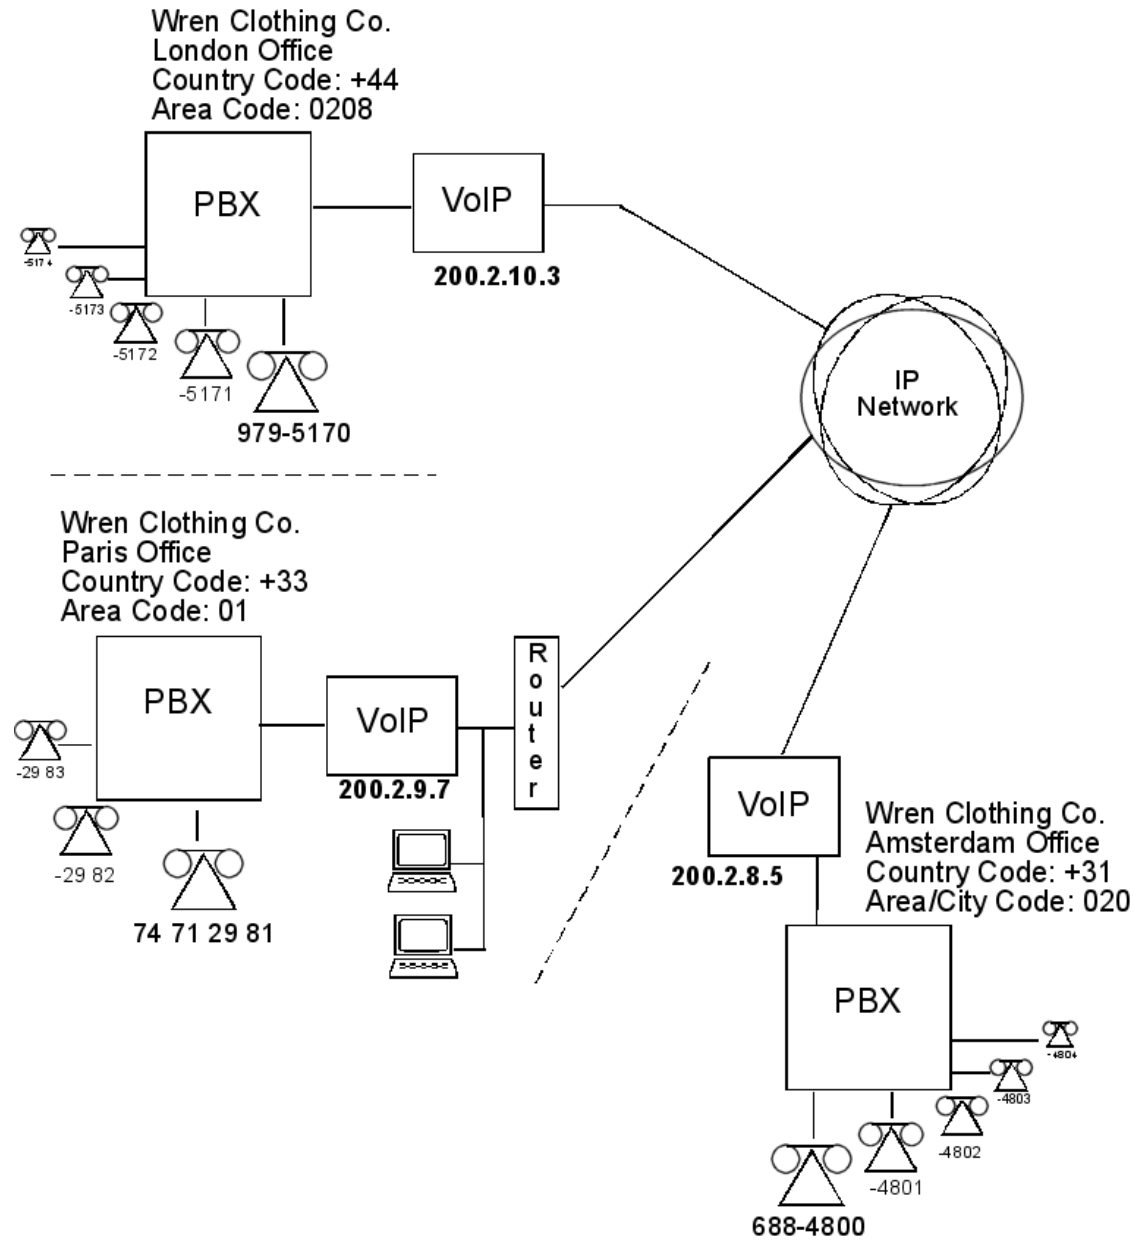 Wren Clothing Co.
London Office
Country Code: +44
Area Code: 0208
PBX
VoIP
200.2.10.3
-5174
-5173
-5172
-5171
979-5170
IP
Network
Wren Clothing Co.
Paris Office
Country Code: +33
Area Code: 01
PBX
VoIP
200.2.9.7
Router
-29 83
-29 82
74 71 29 81
VoIP
200.2.8.5
Wren Clothing Co.
Amsterdam Office
Country Code: +31
Area/City Code: 020
PBX
-4804
-4803
-4802
-4801
688-4800